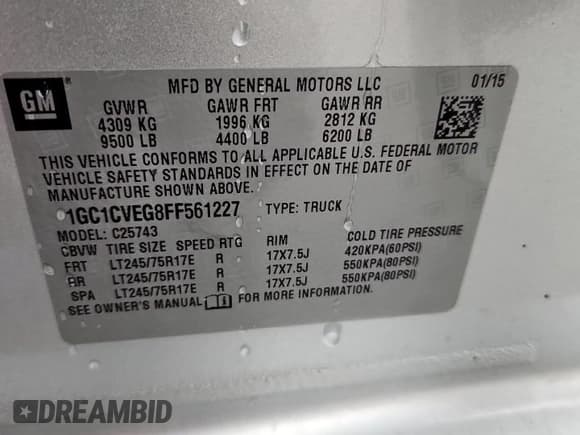 GM
MFD BY GENERAL MOTORS LLC 01/15
GVWR GAWR FRT GAWR RR
4309 KG 1996 KG 2812 KG
9500 LB 4400 LB 6200 LB
THIS VEHICLE CONFORMS TO ALL APPLICABLE U.S. FEDERAL MOTOR
VEHICLE SAFETY STANDARDS IN EFFECT ON THE DATE OF
MANUFACTURE SHOWN ABOVE.
1GC1CVEG8FF561227 TYPE: TRUCK
MODEL: C25743
CBVW TIRE SIZE SPEED RTG RIM COLD TIRE PRESSURE
FRT LT245/75R17E R 17X7.5J 420KPA(60PSI)
RR LT245/75R17E R 17X7.5J 550KPA(80PSI)
SPA LT245/75R17E R 17X7.5J 550KPA(80PSI)
SEE OWNER'S MANUAL FOR MORE INFORMATION.
DREAMBID